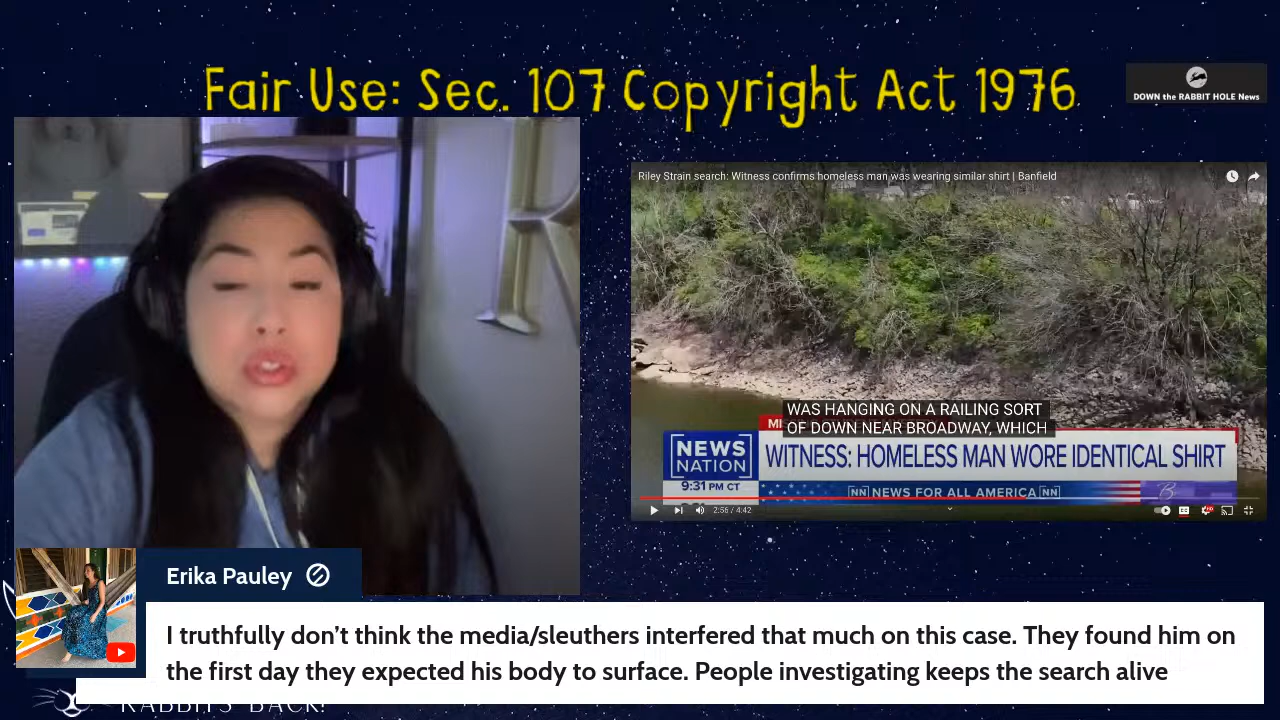 Fair Use: Sec. 107 Copyright Act 1976
DOWN the RABBIT HOLE News
Riley Strain search: Witness confirms homeless man was wearing similar shirt | Banfield
WAS HANGING ON A RAILING SORT
OF DOWN NEAR BROADWAY, WHICH
NEWS
NATION
WITNESS: HOMELESS MAN WORE IDENTICAL SHIRT
9:31 PM CT
NN NEWS FOR ALL AMERICA NN
2:56 / 4:42
Erika Pauley
I truthfully don't think the media/sleuthers interfered that much on this case. They found him on
the first day they expected his body to surface. People investigating keeps the search alive
RABBITS BACK!